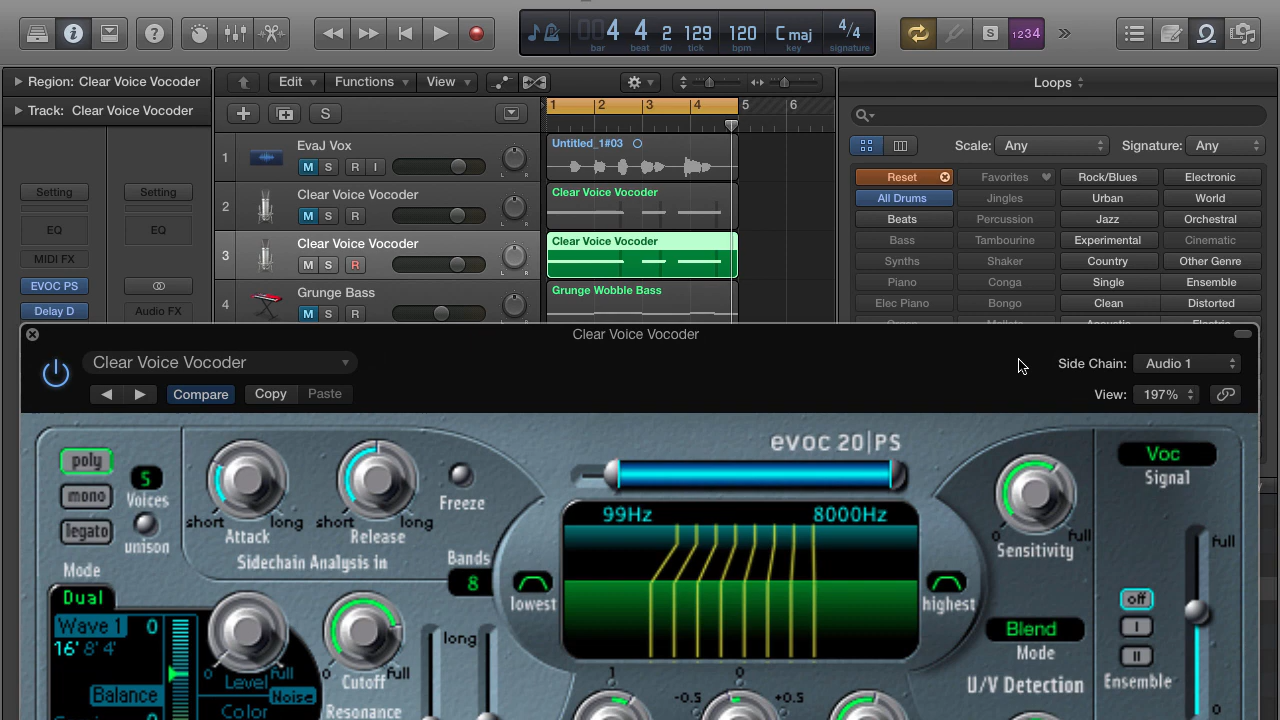 4 4 2 129 120 C maj 4/4
bar beat div tick bpm key signature
S 1234
Region: Clear Voice Vocoder
Edit Functions View
Loops
Track: Clear Voice Vocoder
1 2 3 4 5 6
S
Scale: Any Signature: Any
1 EvaJ Vox
M S R I
Untitled_1#03
Reset Favorites Rock/Blues Electronic
All Drums Jingles Urban World
Beats Percussion Jazz Orchestral
Bass Tambourine Experimental Cinematic
Synths Shaker Country Other Genre
Piano Conga Single Ensemble
Elec Piano Bongo Clean Distorted
Setting Setting
EQ EQ
MIDI FX
EVOC PS
Delay D Audio FX
2 Clear Voice Vocoder
M S R
Clear Voice Vocoder
3 Clear Voice Vocoder
M S R
Clear Voice Vocoder
4 Grunge Bass
M S R
Grunge Wobble Bass
L R
L R
L R
L R
Clear Voice Vocoder
Clear Voice Vocoder
Side Chain: Audio 1
Compare Copy Paste
View: 197%
evoc 20|PS
poly
mono
legato
Mode
5
Voices
unison
short long
Attack
short long
Release
Freeze
Sidechain Analysis in
Bands
8
99Hz 8000Hz
lowest highest
full
Sensitivity
Blend
Mode
U/V Detection
Voc
Signal
full
off
I
II
Ensemble
0
Dual
Wave 1 0
16' 8' 4'
Balance
0 full
Level
Noise
Color
0 full
Cutoff
Resonance
long
1 0
-0.5 +0.5